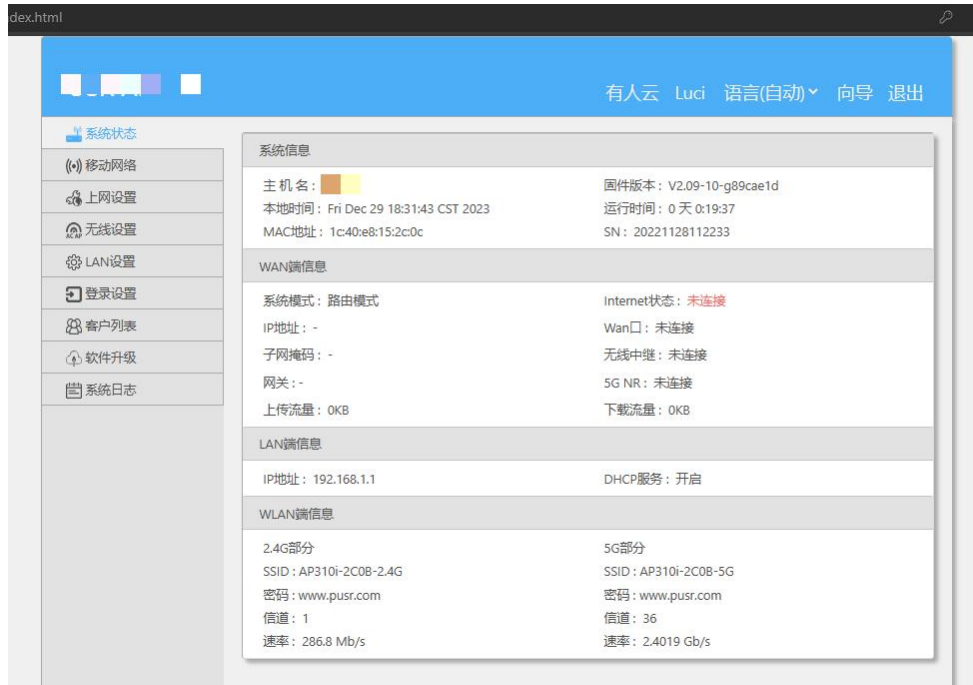 dex.html
有人云 Luci 语言(自动) 向导 退出
系统状态
移动网络
上网设置
无线设置
LAN设置
登录设置
客户列表
软件升级
系统日志
系统信息
主机名:
固件版本: V2.09-10-g89cae1d
本地时间: Fri Dec 29 18:31:43 CST 2023
运行时间: 0 天 0:19:37
MAC地址: 1c:40:e8:15:2c:0c
SN: 20221128112233
WAN端信息
系统模式: 路由模式
Internet状态: 未连接
IP地址: -
Wan口: 未连接
子网掩码: -
无线中继: 未连接
网关: -
5G NR: 未连接
上传流量: 0KB
下载流量: 0KB
LAN端信息
IP地址: 192.168.1.1
DHCP服务: 开启
WLAN端信息
2.4G部分
5G部分
SSID : AP310i-2C0B-2.4G
SSID : AP310i-2C0B-5G
密码 : www.pusr.com
密码 : www.pusr.com
信道: 1
信道: 36
速率: 286.8 Mb/s
速率: 2.4019 Gb/s